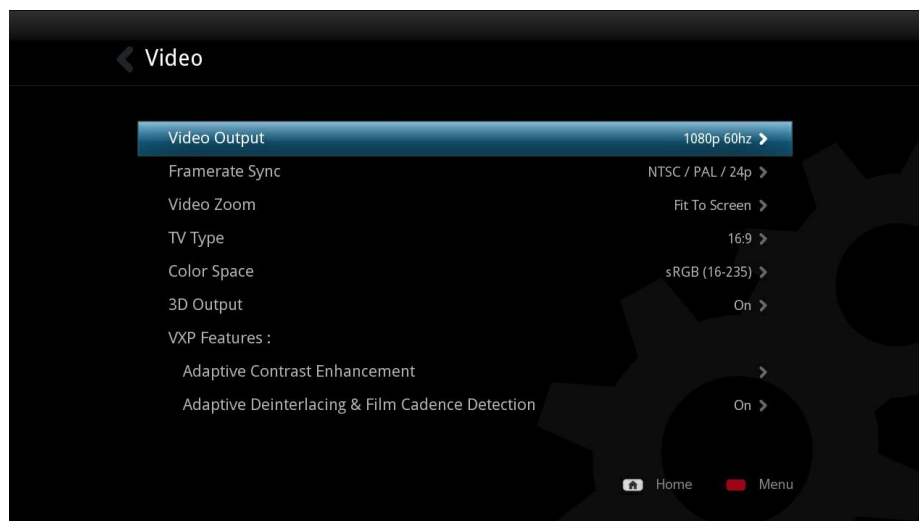 Video
Video Output 1080p 60hz
Framerate Sync NTSC / PAL / 24p
Video Zoom Fit To Screen
TV Type 16:9
Color Space sRGB (16-235)
3D Output On
VXP Features :
Adaptive Contrast Enhancement
Adaptive Deinterlacing & Film Cadence Detection On
Home Menu